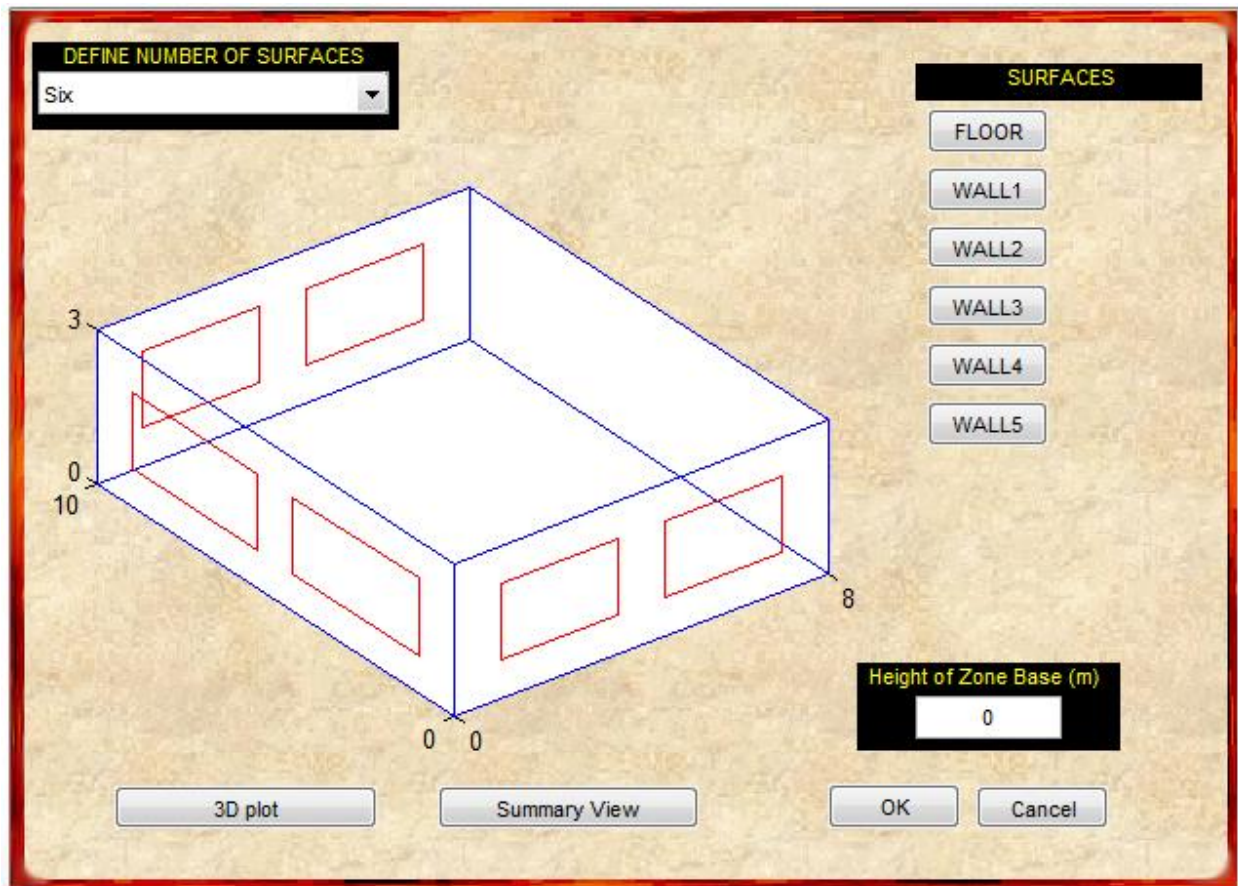 DEFINE NUMBER OF SURFACES
Six
SURFACES
FLOOR
WALL1
WALL2
WALL3
WALL4
WALL5
3
0
10
8
0 0
Height of Zone Base (m)
0
3D plot
Summary View
OK
Cancel